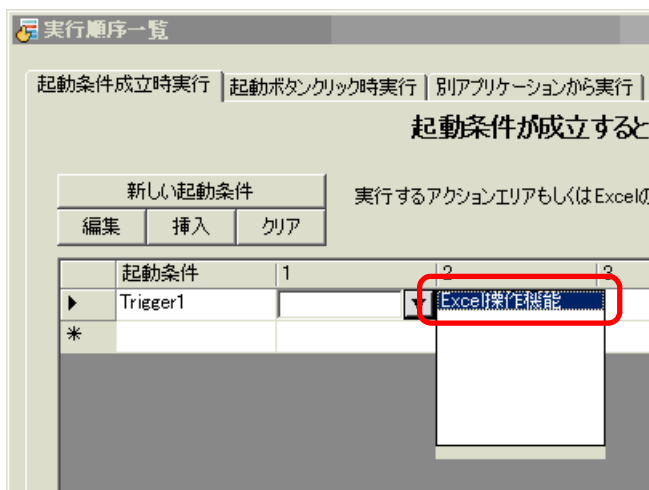 実行順序一覧
起動条件成立時実行
起動ボタンクリック時実行
別アプリケーションから実行
起動条件が成立すると
新しい起動条件
実行するアクションエリアもしくはExcelの
編集
挿入
クリア
起動条件 1 2 3
Trigger1 Excel操作機能